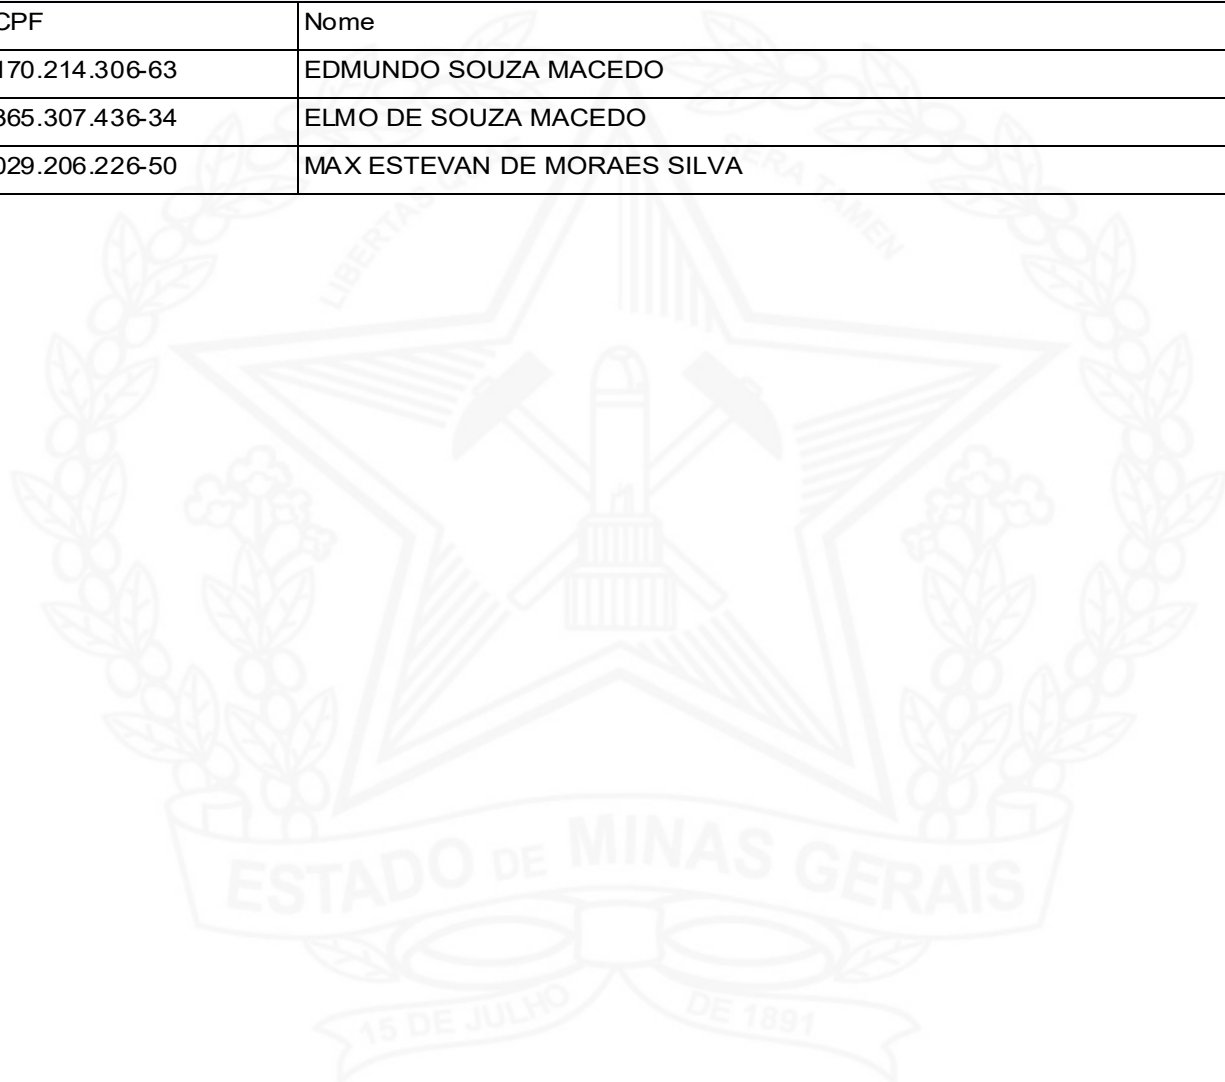 CPF Nome
170.214.306-63 EDMUNDO SOUZA MACEDO
365.307.436-34 ELMO DE SOUZA MACEDO
029.206.226-50 MAX ESTEVAN DE MORAES SILVA
LIBERTAS QUAE SERA TAMEN
ESTADO DE MINAS GERAIS
15 DE JULHO DE 1891